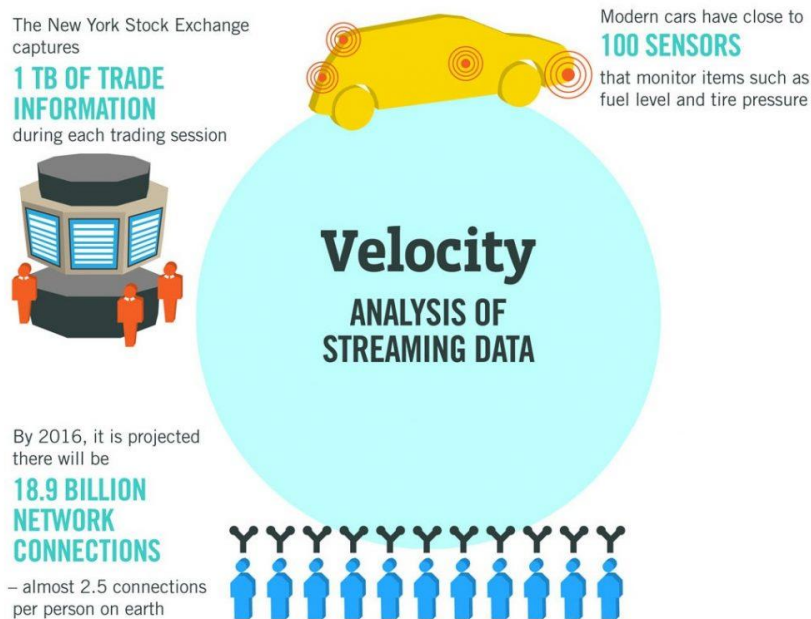 The New York Stock Exchange
captures
1 TB OF TRADE
INFORMATION
during each trading session
Modern cars have close to
100 SENSORS
that monitor items such as
fuel level and tire pressure
Velocity
ANALYSIS OF
STREAMING DATA
By 2016, it is projected
there will be
18.9 BILLION
NETWORK
CONNECTIONS
– almost 2.5 connections
per person on earth